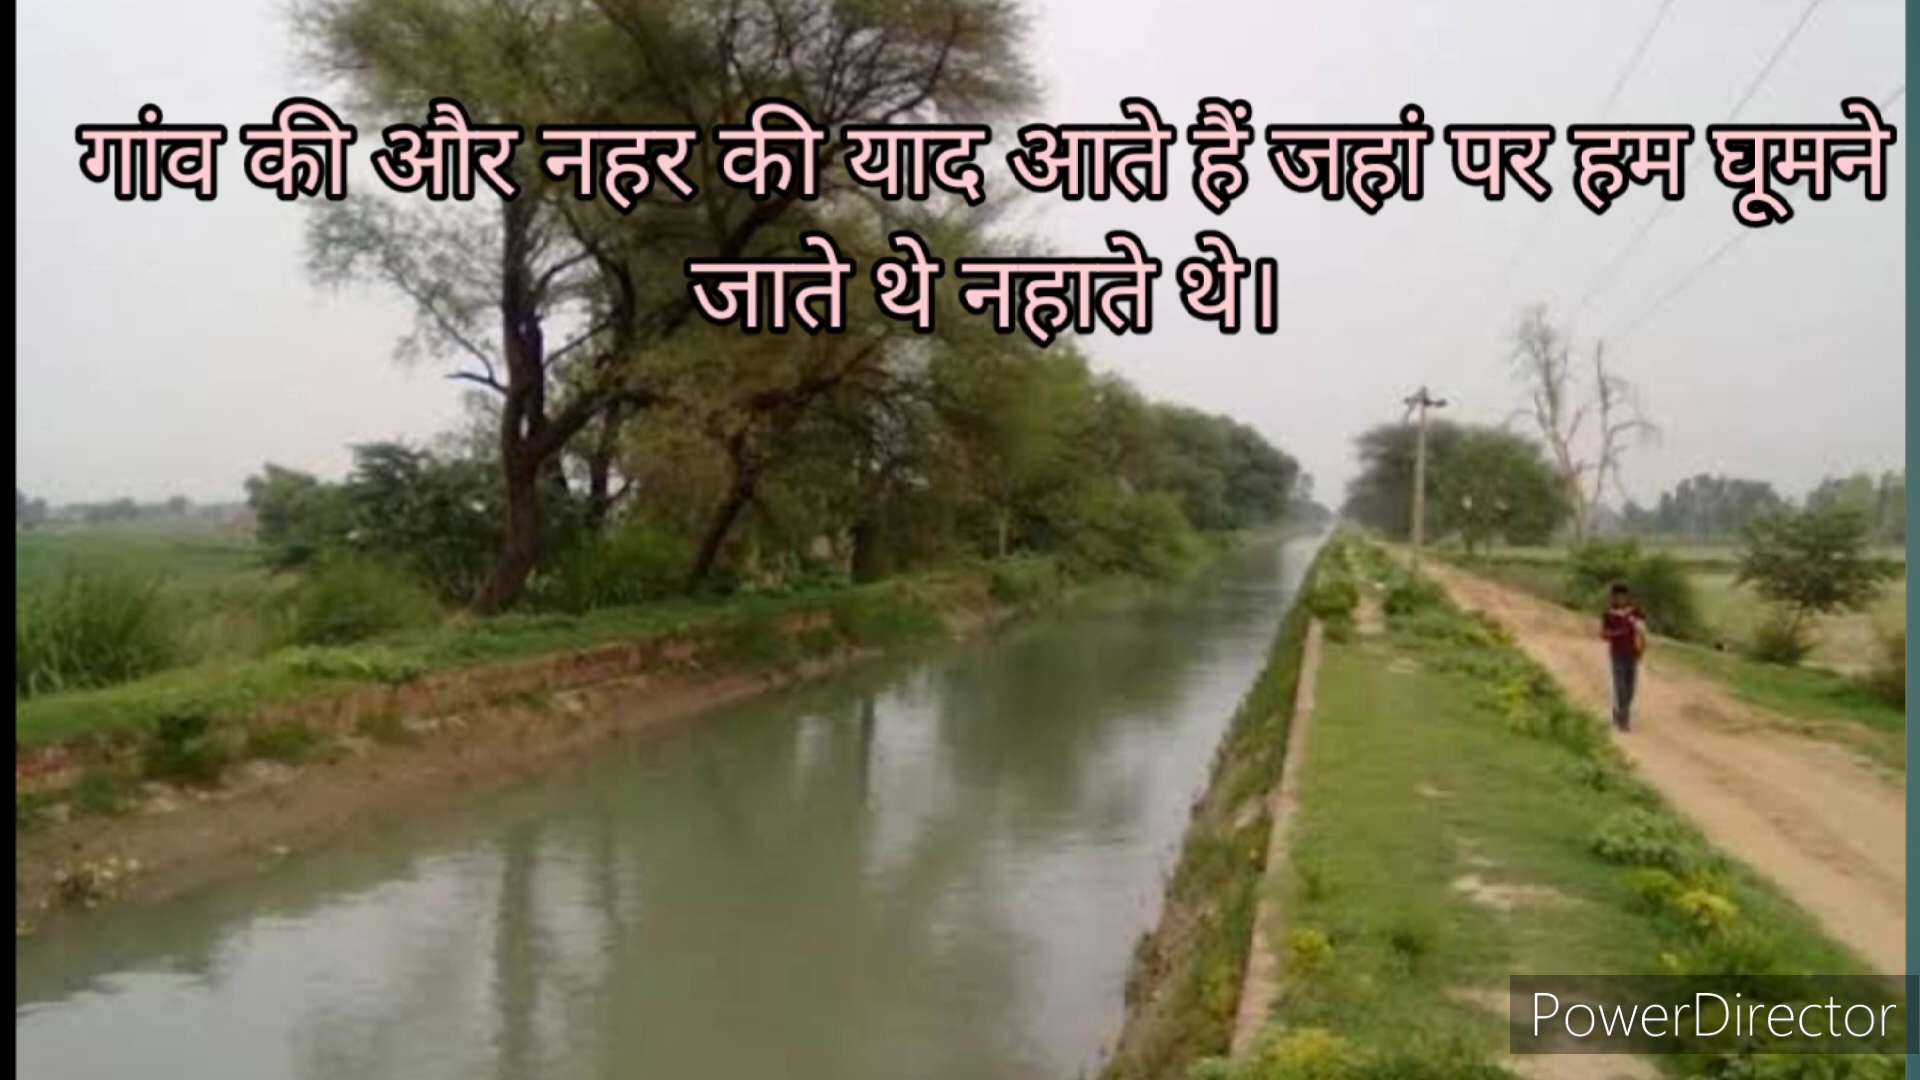 गांव की और नहर की याद आते हैं जहां पर हम घूमने
जाते थे नहाते थे।
PowerDirector